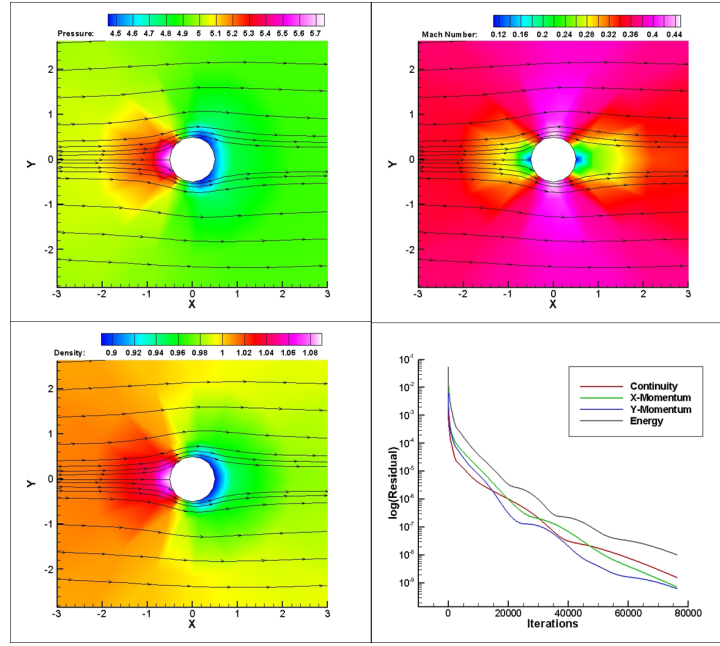 Pressure: 4.5 4.6 4.7 4.8 4.9 5 5.1 5.2 5.3 5.4 5.5 5.6 5.7
2
1
0
-1
-2
Y
-3 -2 -1 0 1 2 3
X
Mach Number: 0.12 0.16 0.2 0.24 0.28 0.32 0.36 0.4 0.44
2
1
0
-1
-2
Y
-3 -2 -1 0 1 2 3
X
Density: 0.9 0.92 0.94 0.96 0.98 1 1.02 1.04 1.06 1.08
2
1
0
-1
-2
Y
-3 -2 -1 0 1 2 3
X
10-1
10-2
10-3
10-4
10-5
10-6
10-7
10-8
10-9
log(Residual)
Continuity
X-Momentum
Y-Momentum
Energy
0 20000 40000 60000 80000
Iterations